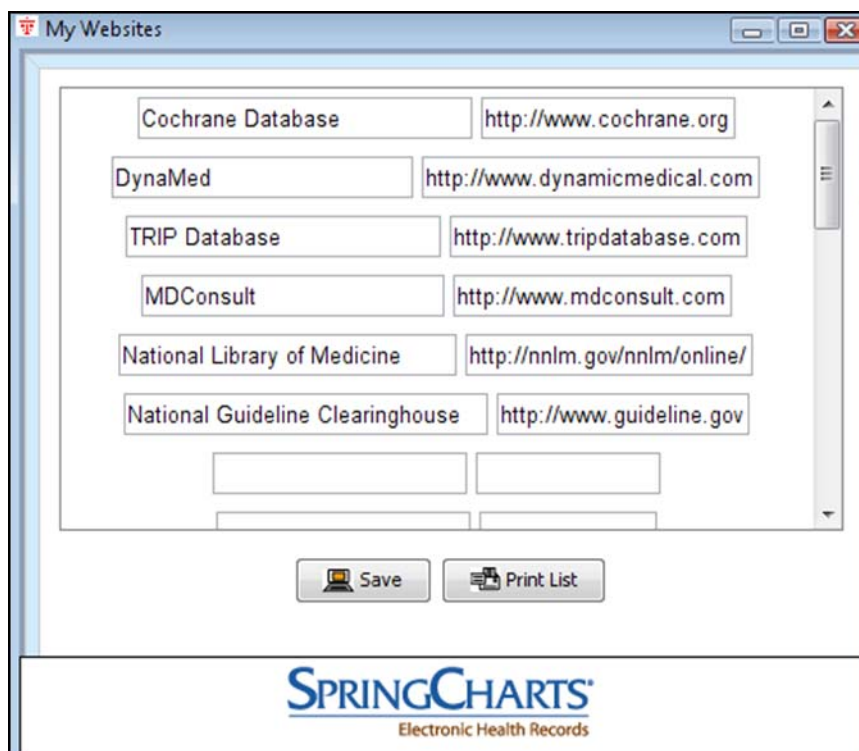 My Websites
Cochrane Database http://www.cochrane.org
DynaMed http://www.dynamicmedical.com
TRIP Database http://www.tripdatabase.com
MDConsult http://www.mdconsult.com
National Library of Medicine http://nnlm.gov/nnlm/online/
National Guideline Clearinghouse http://www.guideline.gov
Save Print List
SPRINGCHARTS®
Electronic Health Records